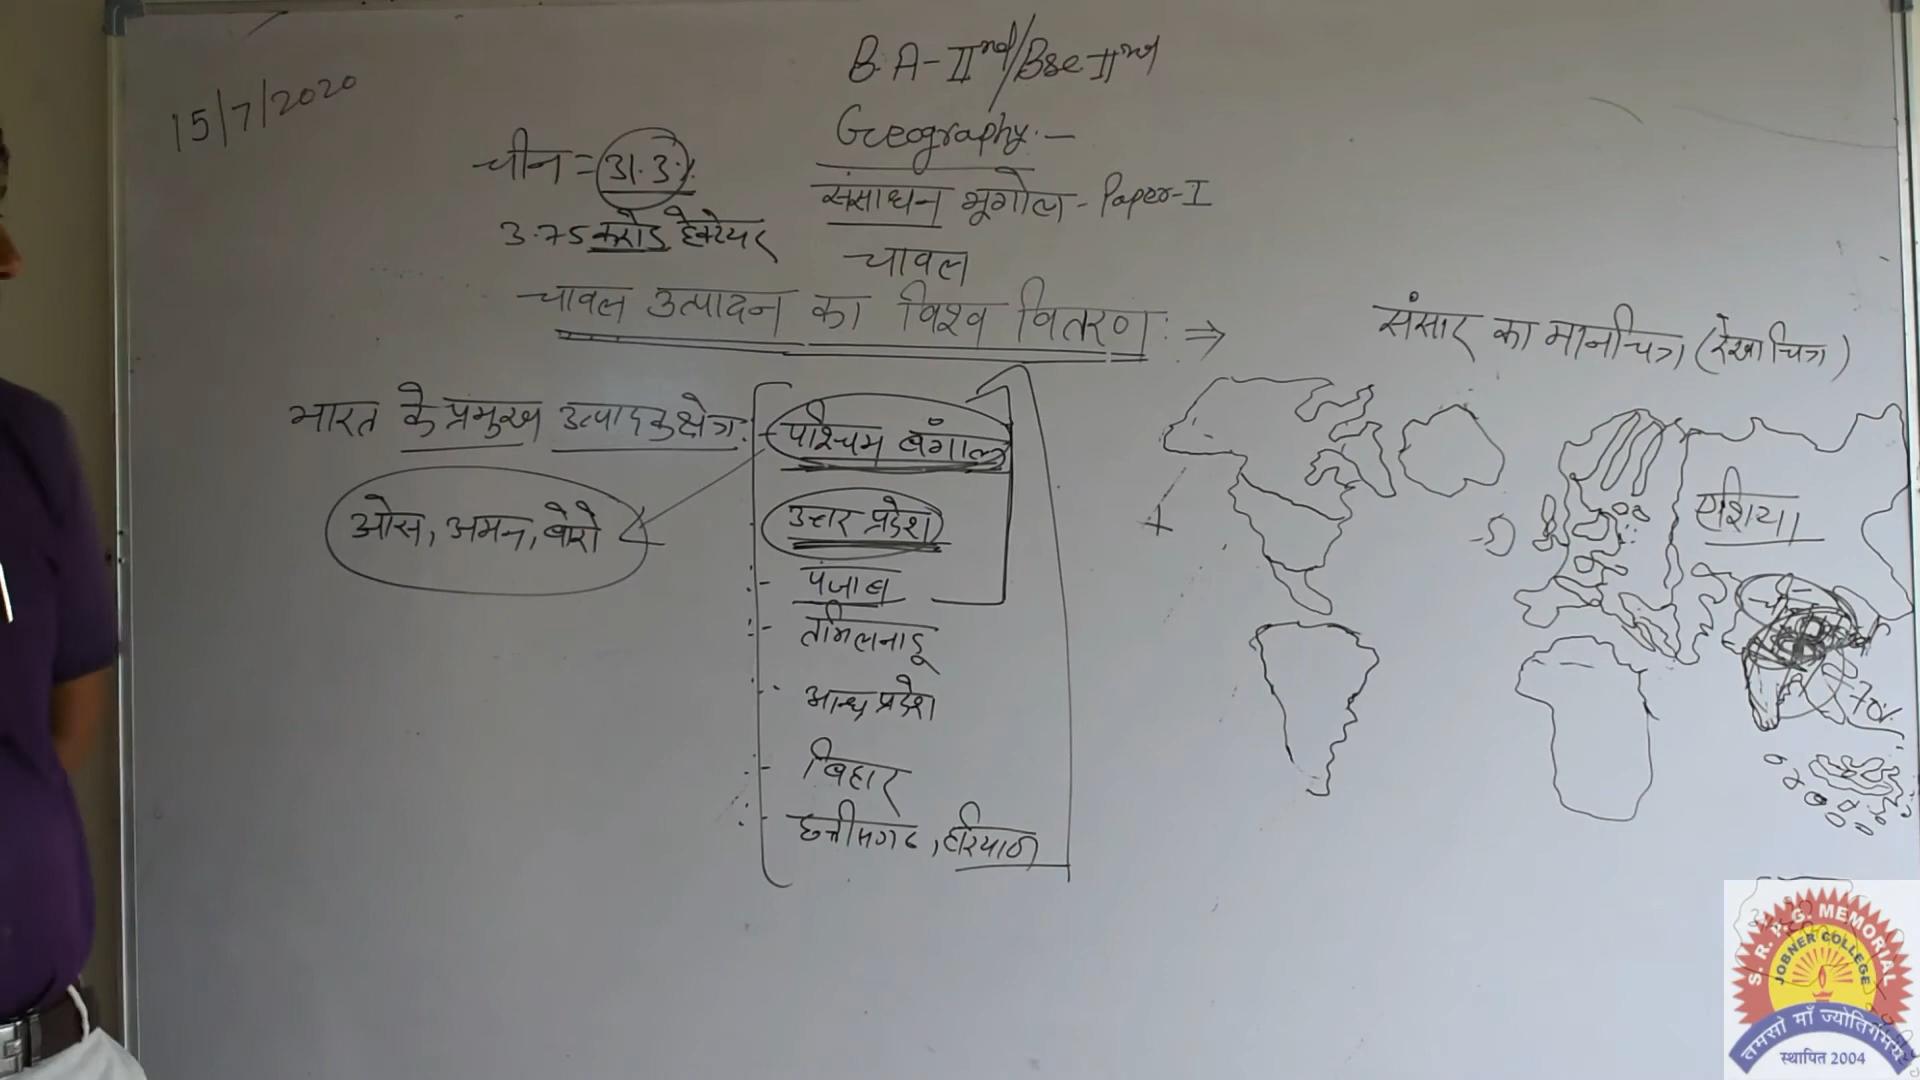 15/7/2020
B.A-IInd/Bsc IInd
Geography:-
चीन = 31.3%
संसाधन भूगोल - Paper-I
3.75 करोड हेक्टेयर
चावल
चावल उत्पादन का विश्व वितरण: ⇒
संसार का मानचित्र (रेखाचित्र)
भारत के प्रमुख उत्पादक क्षेत्र:-
पश्चिम बंगाल
ओस, अमन, बोरो
उत्तर प्रदेश
पंजाब
तमिलनाडू
आन्ध्र प्रदेश
बिहार
छत्तीसगढ, हरियाणा
एशिया
70%
S. R. P. G. MEMORIAL
JOBNER COLLEGE
तमसो माँ ज्योतिर्गमय
स्थापित 2004